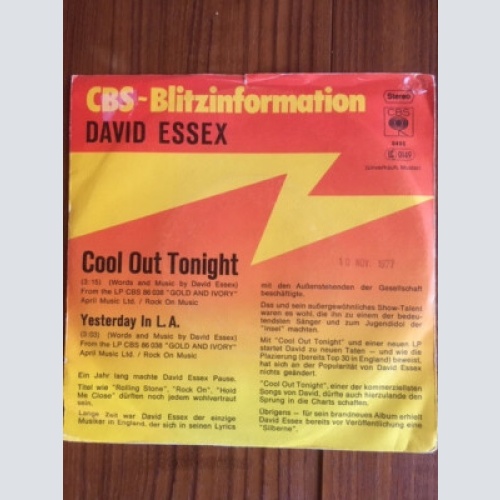 CBS-Blitzinformation
DAVID ESSEX
Stereo
CBS
(Unverkäufl. Muster)
Cool Out Tonight
(3:15) (Words and Music by David Essex)
From the LP CBS 86 038 "GOLD AND IVORY"
April Music Ltd. / Rock On Music
Yesterday In L.A.
(3:03) (Words and Music by David Essex)
From the LP CBS 86 038 "GOLD AND IVORY"
April Music Ltd. / Rock On Music
Ein Jahr lang machte David Essex Pause.
Titel wie "Rolling Stone", "Rock On", "Hold
Me Close" dürften noch jedem wohlvertraut
sein.
Lange Zeit war David Essex der einzige
Musiker in England, der sich in seinen Lyrics
10 NOV. 1977
mit den Außenstehenden der Gesellschaft
beschäftigte.
Das und sein außergewöhnliches Show-Talent
waren es wohl, die ihn zu einem der bedeu-
tendsten Sänger und zum Jugendidol der
"Insel" machten.
Mit "Cool Out Tonight" und einer neuen LP
startet David zu neuen Taten – und wie die
Plazierung (bereits Top 30 in England) beweist,
hat sich an der Popularität von David Essex
nichts geändert.
"Cool Out Tonight", einer der kommerziellsten
Songs von David, dürfte auch hierzulande den
Sprung in die Charts schaffen.
Übrigens – für sein brandneues Album erhielt
David Essex bereits vor Veröffentlichung eine
"Silberne".